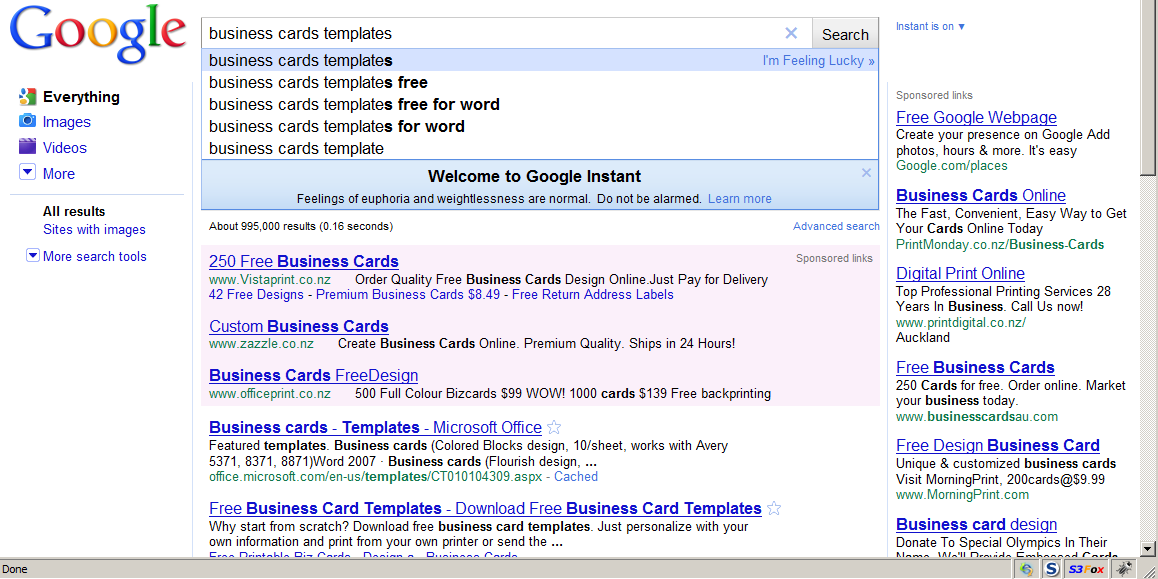 Google
business cards templates
Search
Instant is on ▼
business cards templates
I'm Feeling Lucky »
business cards templates free
business cards templates free for word
business cards templates for word
business cards template
Welcome to Google Instant
Feelings of euphoria and weightlessness are normal. Do not be alarmed. Learn more
Everything
Images
Videos
More
All results
Sites with images
More search tools
About 995,000 results (0.16 seconds)
Advanced search
250 Free Business Cards
Sponsored links
www.Vistaprint.co.nz Order Quality Free Business Cards Design Online.Just Pay for Delivery
42 Free Designs - Premium Business Cards $8.49 - Free Return Address Labels
Custom Business Cards
www.zazzle.co.nz Create Business Cards Online. Premium Quality. Ships in 24 Hours!
Business Cards FreeDesign
www.officeprint.co.nz 500 Full Colour Bizcards $99 WOW! 1000 cards $139 Free backprinting
Business cards - Templates - Microsoft Office
Featured templates. Business cards (Colored Blocks design, 10/sheet, works with Avery
5371, 8371, 8871)Word 2007 · Business cards (Flourish design, ...
office.microsoft.com/en-us/templates/CT010104309.aspx - Cached
Free Business Card Templates - Download Free Business Card Templates
Why start from scratch? Download free business card templates. Just personalize with your
own information and print from your own printer or send the ...
Free Printable Biz Cards - Design a - Business Cards
Sponsored links
Free Google Webpage
Create your presence on Google Add
photos, hours & more. It's easy
Google.com/places
Business Cards Online
The Fast, Convenient, Easy Way to Get
Your Cards Online Today
PrintMonday.co.nz/Business-Cards
Digital Print Online
Top Professional Printing Services 28
Years In Business. Call Us now!
www.printdigital.co.nz/
Auckland
Free Business Cards
250 Cards for free. Order online. Market
your business today.
www.businesscardsau.com
Free Design Business Card
Unique & customized business cards
Visit MorningPrint, 200cards@$9.99
www.MorningPrint.com
Business card design
Donate To Special Olympics In Their
Name. We'll Provide Embossed Cards
Done
S3Fox